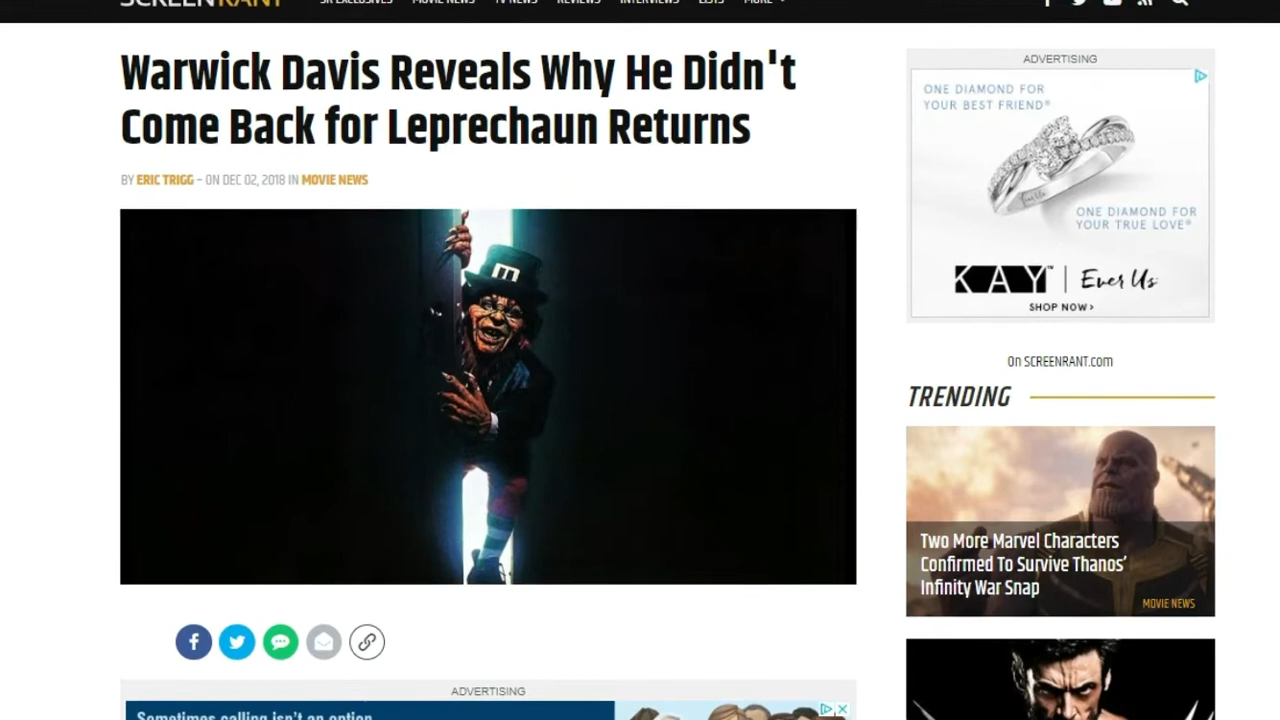 SCREENRANT
SR EXCLUSIVES MOVIE NEWS TV NEWS REVIEWS INTERVIEWS LISTS MORE
Warwick Davis Reveals Why He Didn't
Come Back for Leprechaun Returns
BY ERIC TRIGG – ON DEC 02, 2018 IN MOVIE NEWS
ADVERTISING
Sometimes calling isn't an option
ADVERTISING
ONE DIAMOND FOR
YOUR BEST FRIEND®
ONE DIAMOND FOR
YOUR TRUE LOVE®
KAY™ | Ever Us
SHOP NOW >
On SCREENRANT.com
TRENDING
Two More Marvel Characters
Confirmed To Survive Thanos'
Infinity War Snap
MOVIE NEWS